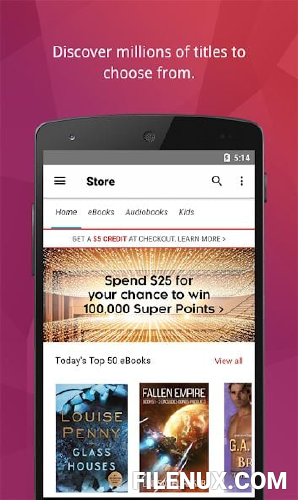 Discover millions of titles to
choose from.
5:14
Store
Home eBooks Audiobooks Kids
GET A $5 CREDIT AT CHECKOUT. LEARN MORE >
Spend $25 for
your chance to win
100,000 Super Points >
Today's Top 50 eBooks View all
LOUISE
PENNY
GLASS
HOUSES
FALLEN EMPIRE
G.A.
FILENUX.COM